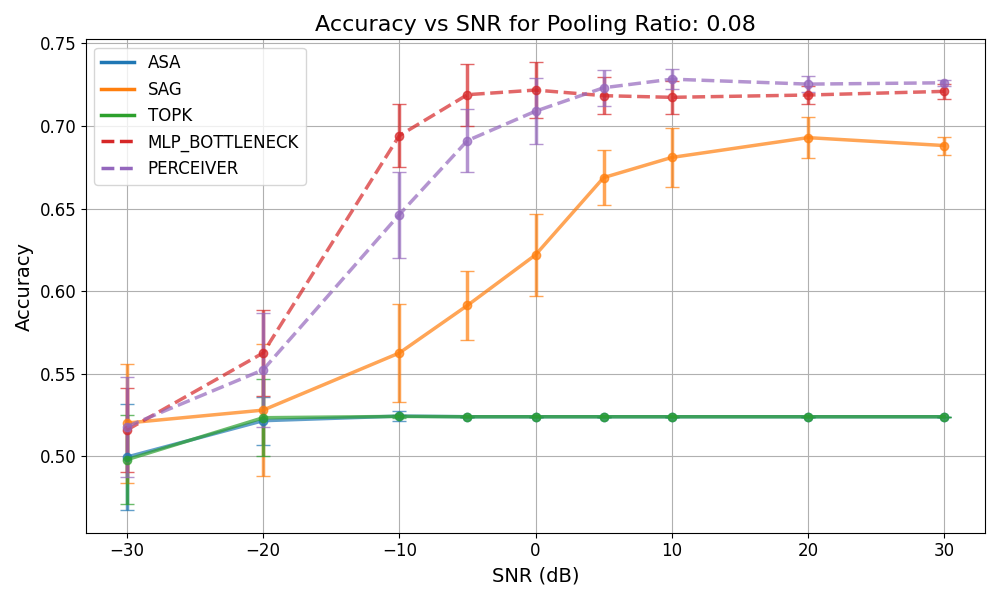 Accuracy vs SNR for Pooling Ratio: 0.08
ASA
SAG
TOPK
MLP_BOTTLENECK
PERCEIVER
Accuracy
0.75
0.70
0.65
0.60
0.55
0.50
−30
−20
−10
0
10
20
30
SNR (dB)